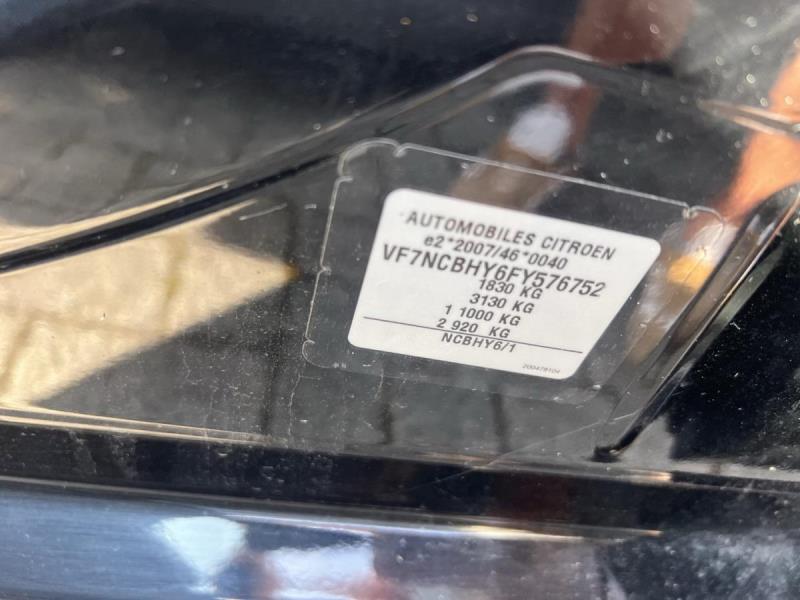 AUTOMOBILES CITROEN
e2*2007/46*0040
VF7NCBHY6FY576752
1830 KG
3130 KG
1 1000 KG
2 920 KG
NCBHY6/1
200478104